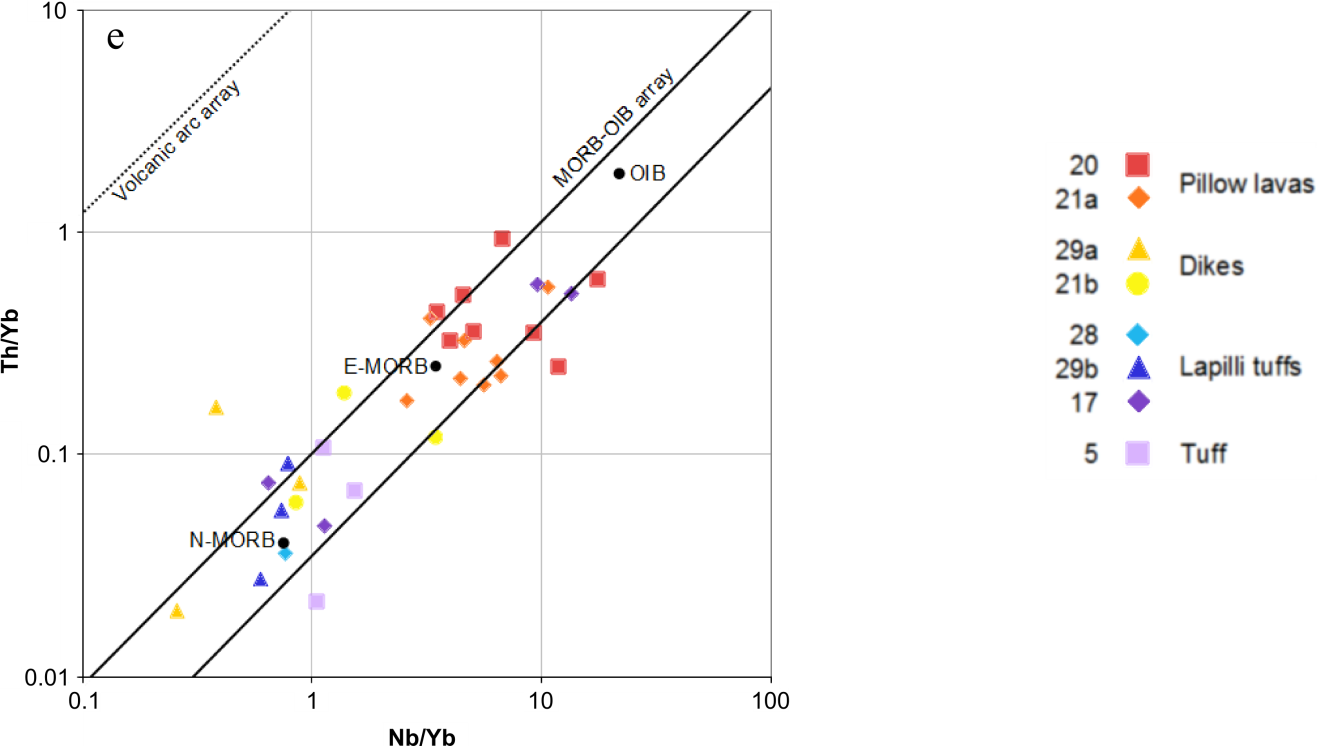 10
e
Volcanic arc array
MORB-OIB array
OIB
1
E-MORB
Th/Yb
0.1
N-MORB
0.01
0.1 1 10 100
Nb/Yb
20
21a
Pillow lavas
29a
21b
Dikes
28
29b
17
Lapilli tuffs
5 Tuff